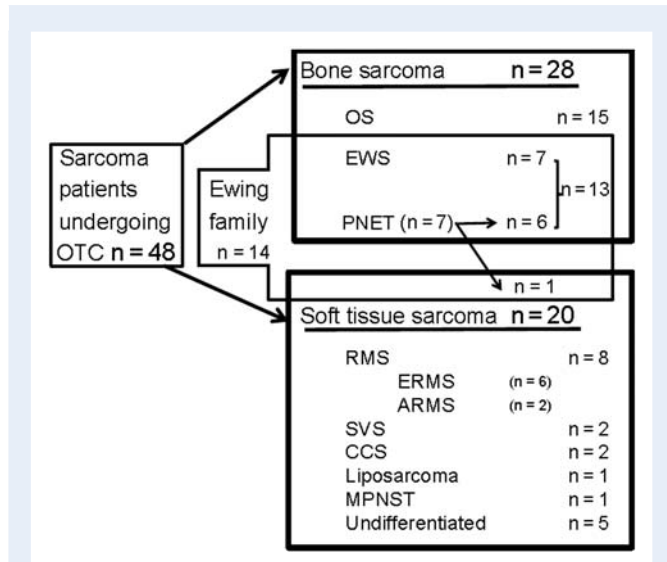 Bone sarcoma n=28
OS n=15
Sarcoma patients undergoing OTC n=48
Ewing family n=14
EWS n=7
n=13
PNET (n=7) n=6
n=1
Soft tissue sarcoma n=20
RMS n=8
ERMS (n=6)
ARMS (n=2)
SVS n=2
CCS n=2
Liposarcoma n=1
MPNST n=1
Undifferentiated n=5